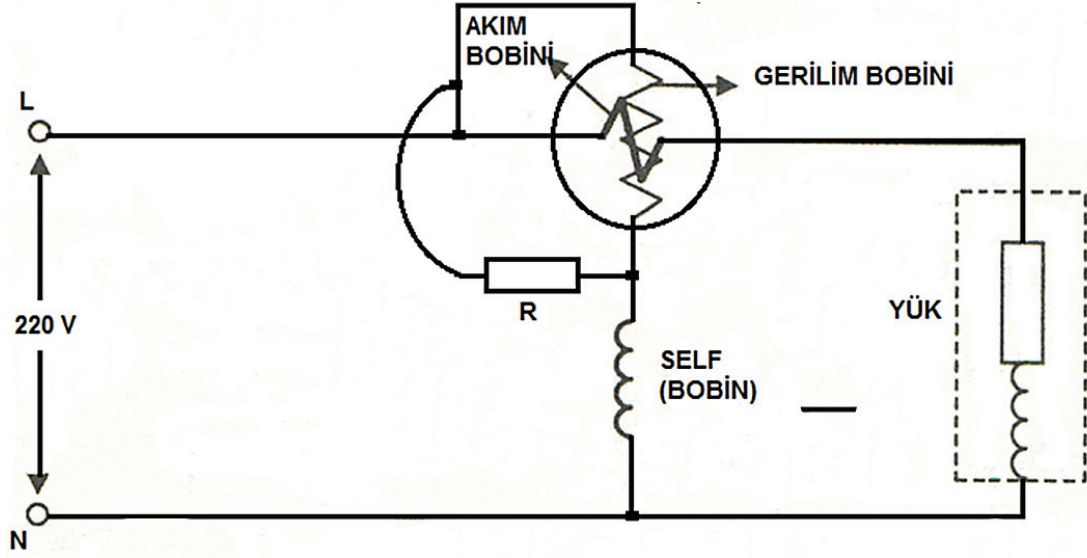 AKIM
BOBİNİ
GERİLİM BOBİNİ
L
R
220 V
YÜK
SELF
(BOBİN)
N